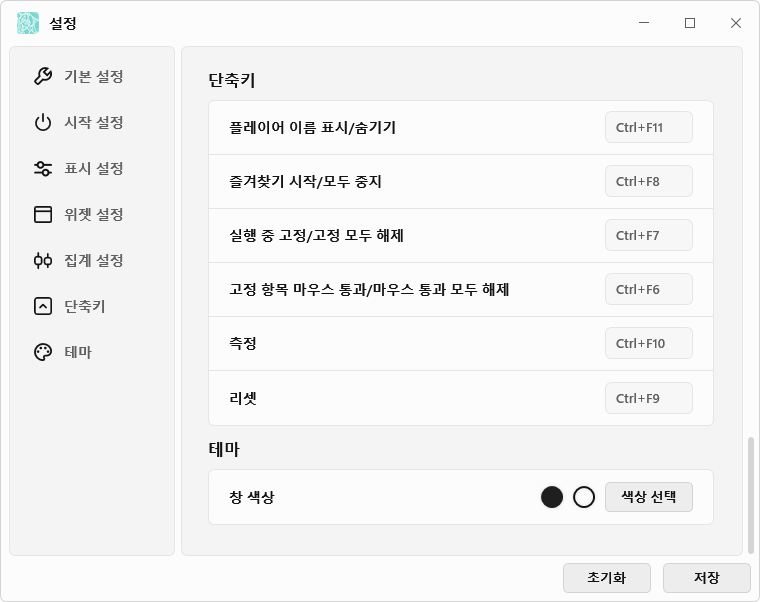 설정
기본 설정
시작 설정
표시 설정
위젯 설정
집계 설정
단축키
테마
단축키
플레이어 이름 표시/숨기기
Ctrl+F11
즐겨찾기 시작/모두 중지
Ctrl+F8
실행 중 고정/고정 모두 해제
Ctrl+F7
고정 항목 마우스 통과/마우스 통과 모두 해제
Ctrl+F6
측정
Ctrl+F10
리셋
Ctrl+F9
테마
창 색상
색상 선택
초기화
저장